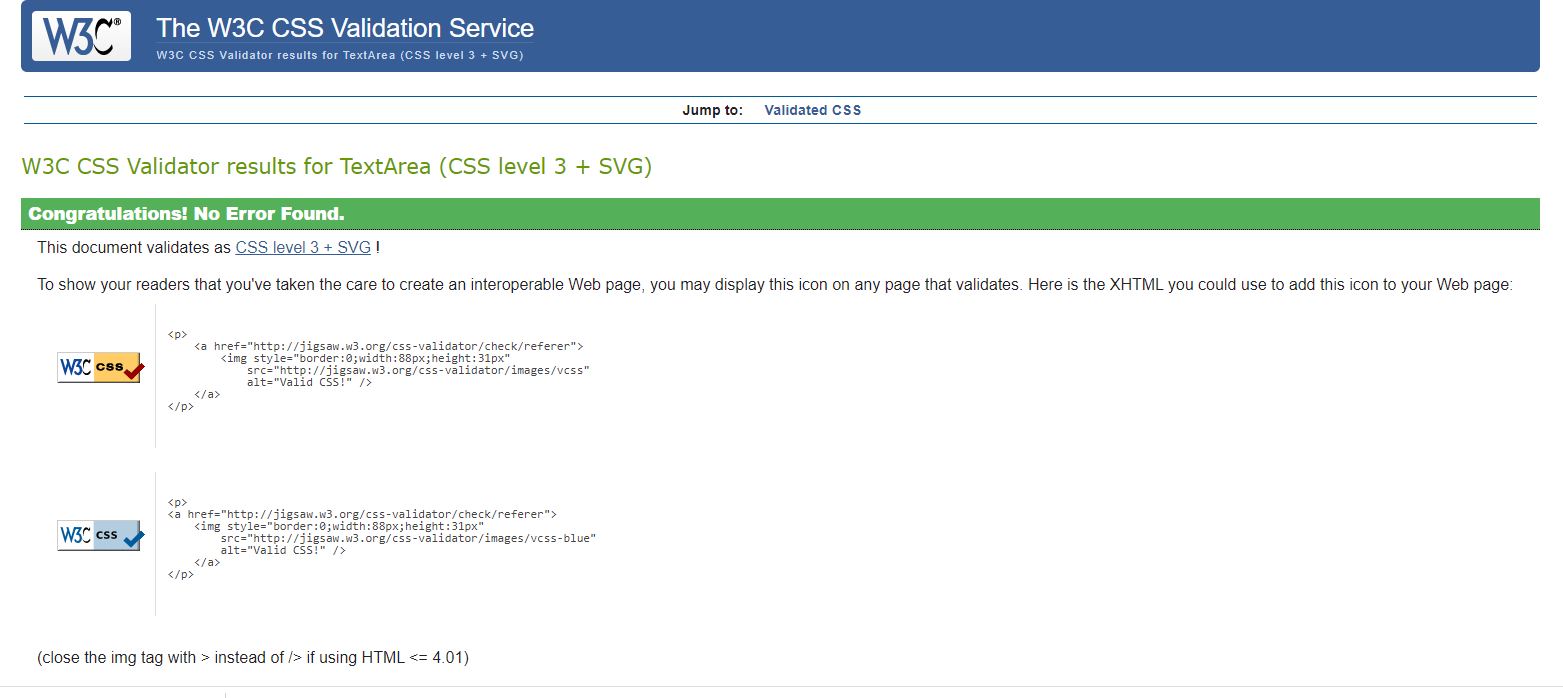 W3C®
The W3C CSS Validation Service
W3C CSS Validator results for TextArea (CSS level 3 + SVG)
Jump to: Validated CSS
W3C CSS Validator results for TextArea (CSS level 3 + SVG)
Congratulations! No Error Found.
This document validates as CSS level 3 + SVG !
To show your readers that you've taken the care to create an interoperable Web page, you may display this icon on any page that validates. Here is the XHTML you could use to add this icon to your Web page:
W3C css
<p>
    <a href="http://jigsaw.w3.org/css-validator/check/referer">
        <img style="border:0;width:88px;height:31px"
            src="http://jigsaw.w3.org/css-validator/images/vcss"
            alt="Valid CSS!" />
    </a>
</p>
W3C css
<p>
<a href="http://jigsaw.w3.org/css-validator/check/referer">
    <img style="border:0;width:88px;height:31px"
        src="http://jigsaw.w3.org/css-validator/images/vcss-blue"
        alt="Valid CSS!" />
    </a>
</p>
(close the img tag with > instead of /> if using HTML <= 4.01)